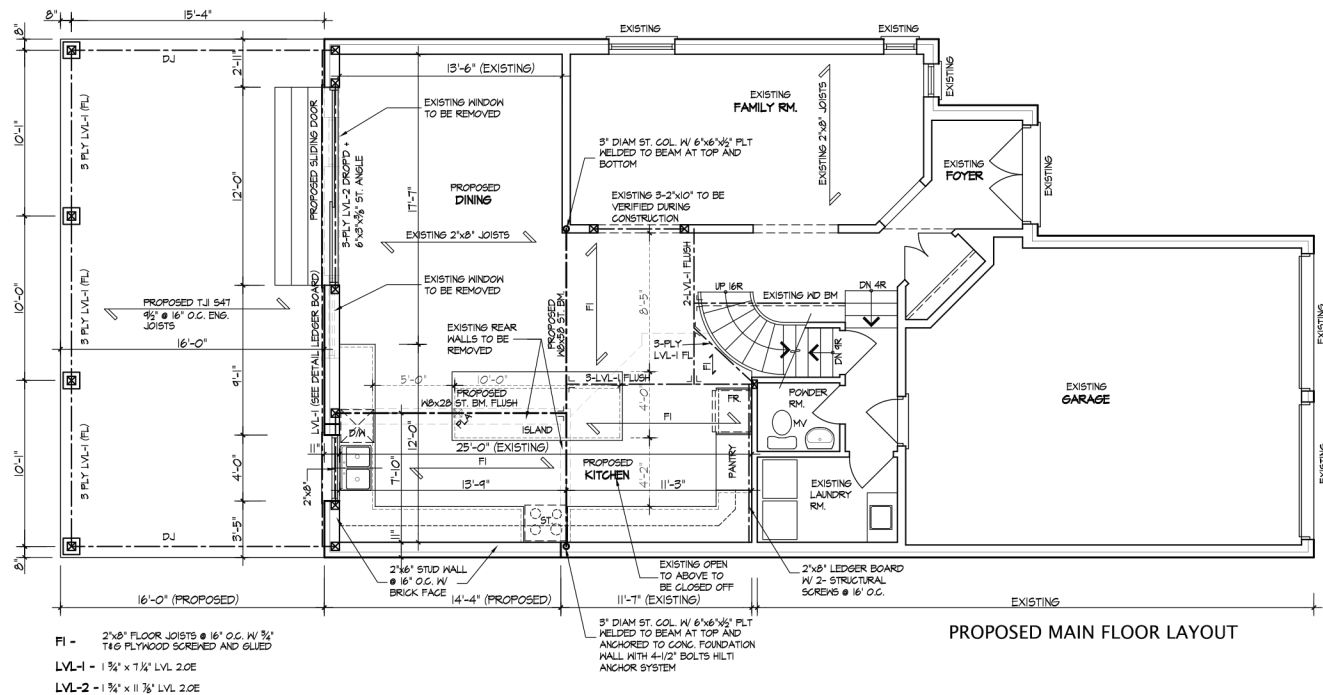 8"
15'-4"
8"
EXISTING
EXISTING
DJ
2'-11"
13'-6" (EXISTING)
EXISTING
FAMILY RM.
EXISTING
EXISTING WINDOW
TO BE REMOVED
3 PLY LVL-1 (FL)
10'-1"
PROPOSED SLIDING DOOR
12'-0"
3-PLY LVL-2 DROP'D +
6"x3"x3/8" ST. ANGLE
17'-7"
EXISTING 2"x8" JOISTS
3" DIAM ST. COL. W/ 6"x6"x½" PLT
WELDED TO BEAM AT TOP AND
BOTTOM
EXISTING
FOYER
EXISTING
PROPOSED
DINING
EXISTING 3-2"x10" TO BE
VERIFIED DURING
CONSTRUCTION
EXISTING 2"x8" JOISTS
EXISTING WINDOW
TO BE REMOVED
FI
8'-5"
2-LVL-1 FLUSH
UP 16R
EXISTING WD BM
DN 4R
PROPOSED TJI S47
9½" @ 16" O.C. ENG.
JOISTS
3 PLY LVL-1 (FL)
10'-0"
16'-0"
LVL-1 (SEE DETAIL LEDGER BOARD)
9'-1"
EXISTING REAR
WALLS TO BE
REMOVED
PROPOSED
W8x58 ST. BM.
3-PLY
LVL-1 FL
FI
DN 9R
EXISTING
5'-0"
10'-0"
3-LVL-1 FLUSH
PROPOSED
W8x28 ST. BM. FLUSH
4'-0"
FR.
POWDER
RM.
MV
EXISTING
GARAGE
D/W
FLAT
ISLAND
FI
12'-0"
11"
25'-0" (EXISTING)
FI
PROPOSED
KITCHEN
4'-2"
PANTRY
3 PLY LVL-1 (FL)
10'-1"
4'-0"
2"x8"
7'-10"
13'-9"
11'-3"
EXISTING
LAUNDRY
RM.
EXISTING
3'-5"
11"
ST.
DJ
8"
2"x6" STUD WALL
@ 16" O.C. W/
BRICK FACE
EXISTING OPEN
TO ABOVE TO
BE CLOSED OFF
2"x8" LEDGER BOARD
W/ 2- STRUCTURAL
SCREWS @ 16' O.C.
16'-0" (PROPOSED)
14'-4" (PROPOSED)
11'-7" (EXISTING)
EXISTING
3" DIAM ST. COL. W/ 6"x6"x½" PLT
WELDED TO BEAM AT TOP AND
ANCHORED TO CONC. FOUNDATION
WALL WITH 4-1/2" BOLTS HILTI
ANCHOR SYSTEM
PROPOSED MAIN FLOOR LAYOUT
FI - 2"x8" FLOOR JOISTS @ 16" O.C. W/ ¾"
T&G PLYWOOD SCREWED AND GLUED
LVL-1 - 1 ¾" x 7 ¼" LVL 2.0E
LVL-2 - 1 ¾" x 11 ⅞" LVL 2.0E